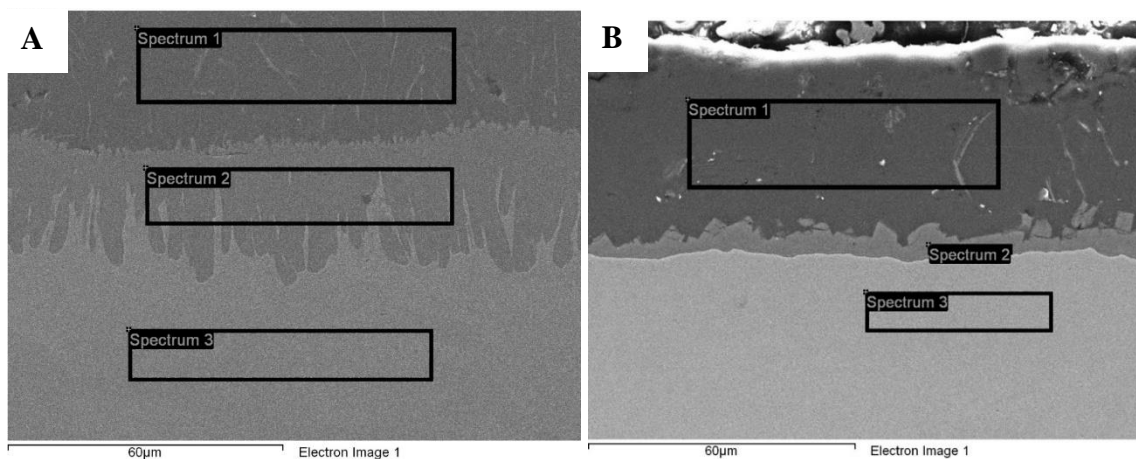 A
Spectrum 1
Spectrum 2
Spectrum 3
60µm
Electron Image 1
B
Spectrum 1
Spectrum 2
Spectrum 3
60µm
Electron Image 1